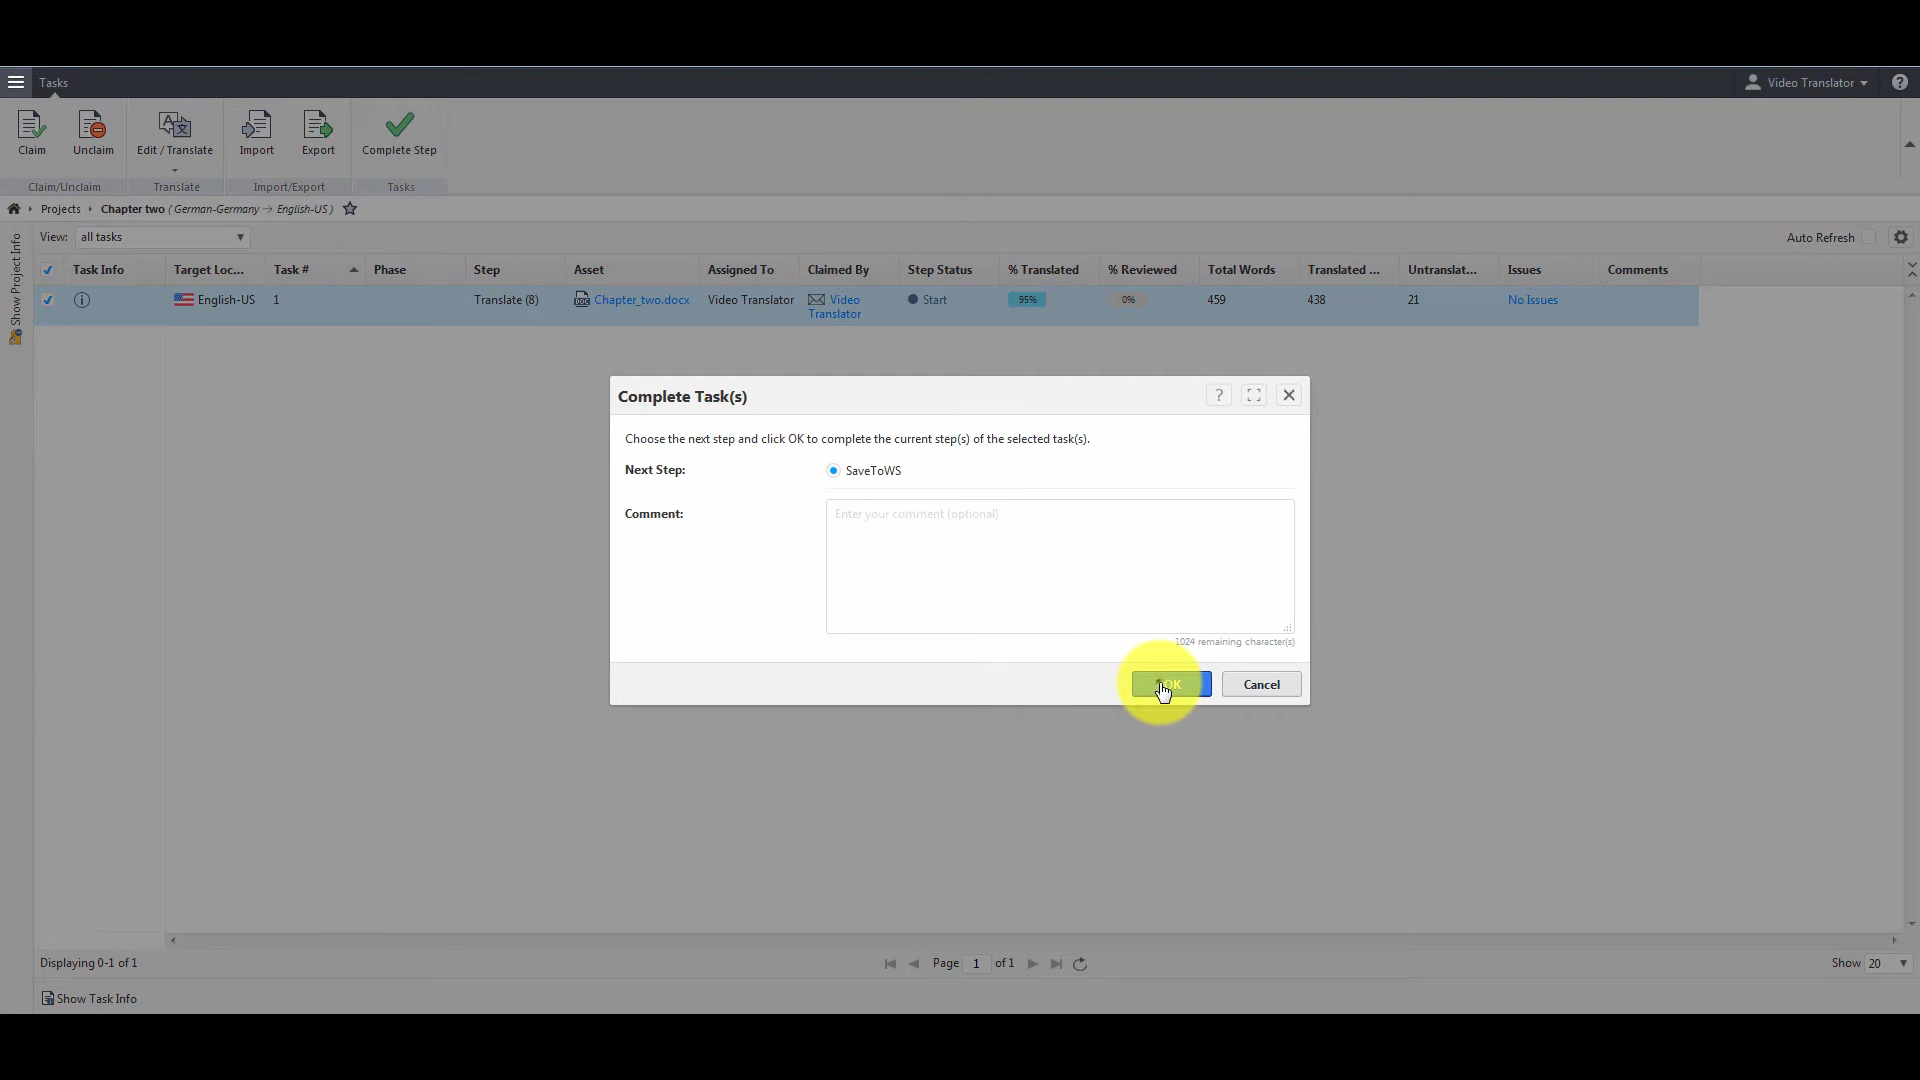 Tasks
Video Translator
Claim
Unclaim
Edit / Translate
Import
Export
Complete Step
Claim/Unclaim
Translate
Import/Export
Tasks
Projects
Chapter two ( German-Germany → English-US )
Show Project Info
View:
all tasks
Auto Refresh
Task Info
Target Loc...
Task #
Phase
Step
Asset
Assigned To
Claimed By
Step Status
% Translated
% Reviewed
Total Words
Translated ...
Untranslat...
Issues
Comments
English-US
1
Translate (8)
Chapter_two.docx
Video Translator
Video
Translator
Start
95%
0%
459
438
21
No Issues
Complete Task(s)
Choose the next step and click OK to complete the current step(s) of the selected task(s).
Next Step:
SaveToWS
Comment:
Enter your comment (optional)
1024 remaining character(s)
OK
Cancel
Displaying 0-1 of 1
Page 1 of 1
Show 20
Show Task Info